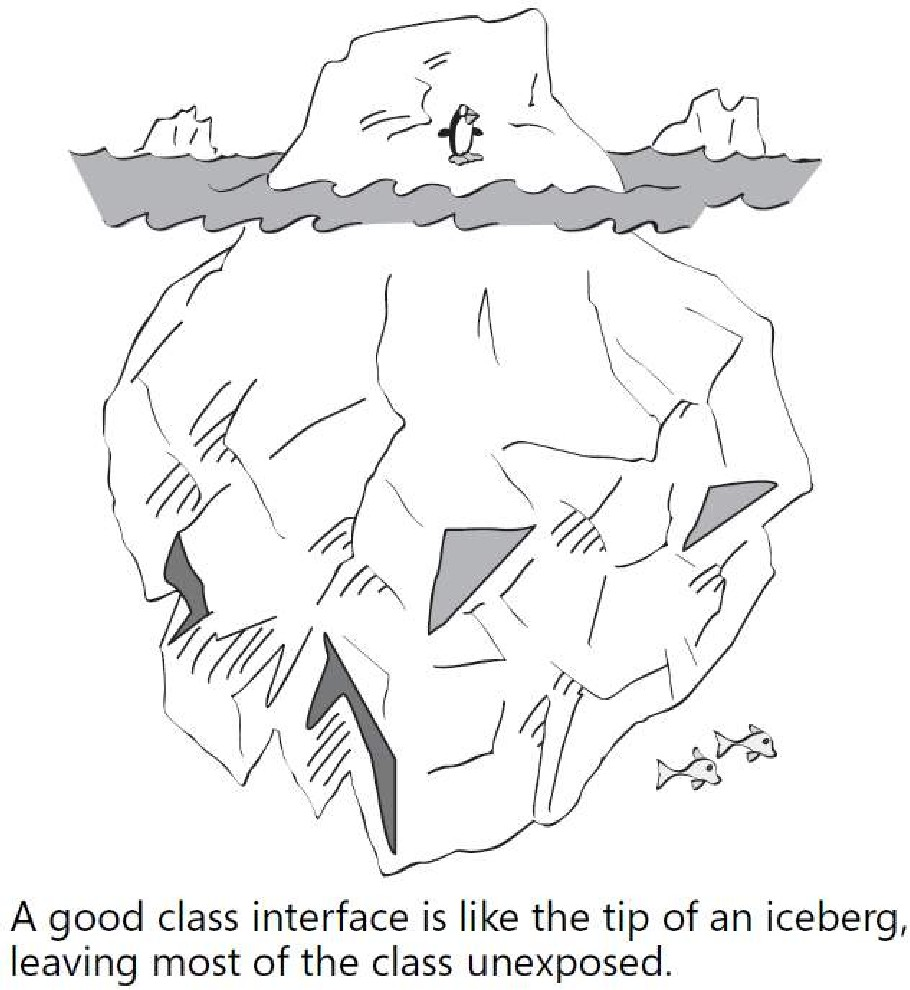 A good class interface is like the tip of an iceberg,
leaving most of the class unexposed.